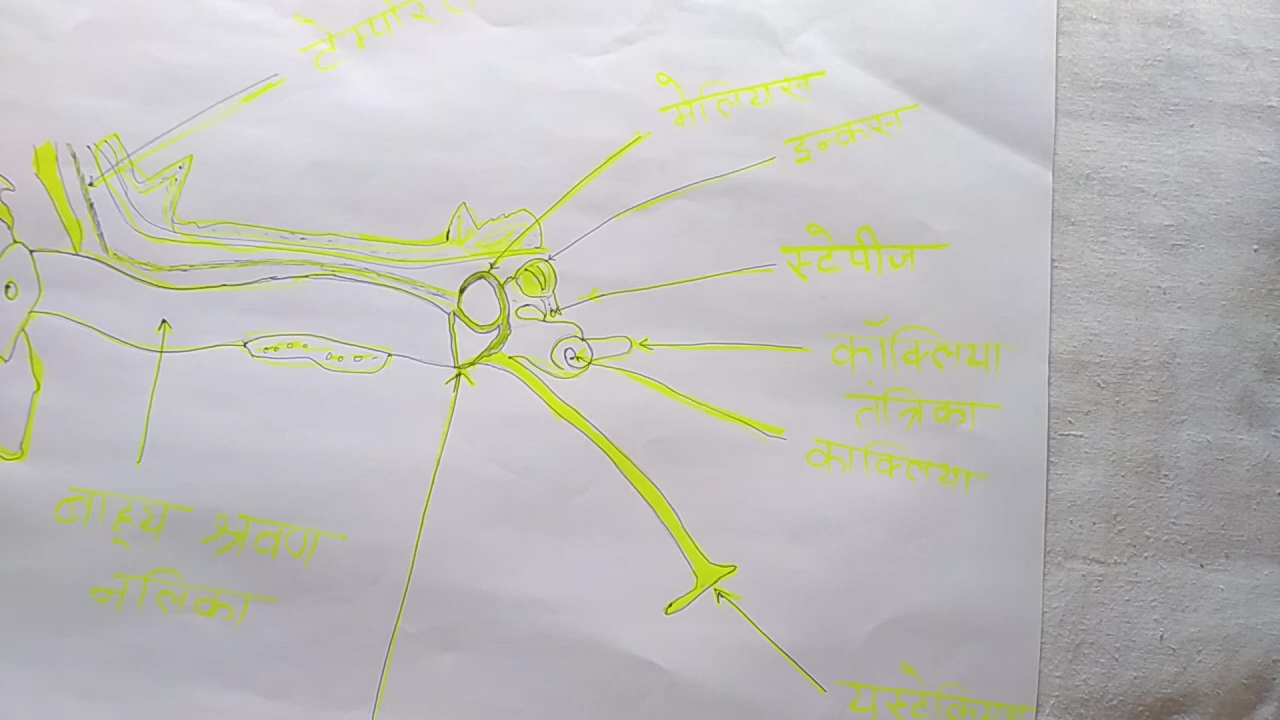 मेलियस
इन्कस
स्टेपीज
कॉक्लिया
तंत्रिका
काक्लिया
बाह्य श्रवण
नलिका